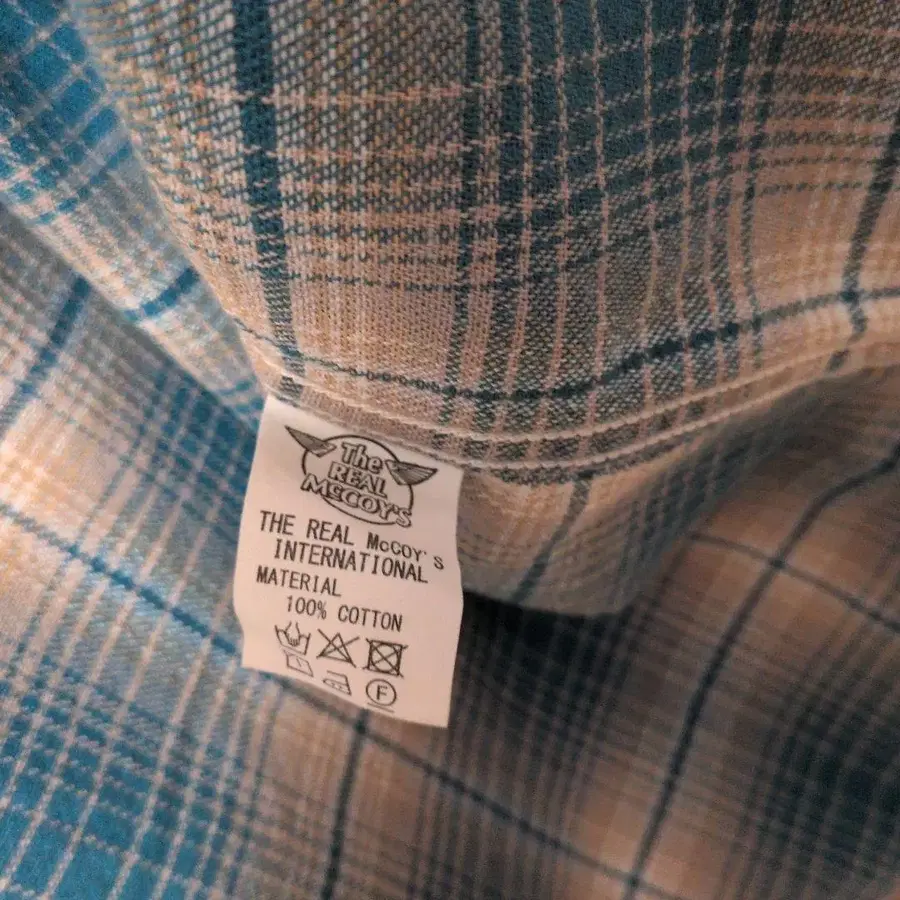 The
REAL
McCOY'S
THE REAL McCOY'S
INTERNATIONAL
MATERIAL
100% COTTON
F